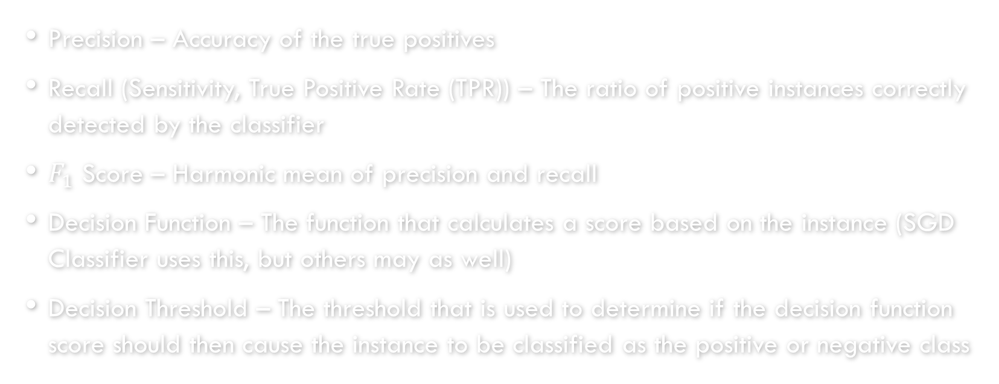 • Precision – Accuracy of the true positives
• Recall (Sensitivity, True Positive Rate (TPR)) – The ratio of positive instances correctly
detected by the classifier
• F₁ Score – Harmonic mean of precision and recall
• Decision Function – The function that calculates a score based on the instance (SGD
Classifier uses this, but others may as well)
• Decision Threshold – The threshold that is used to determine if the decision function
score should then cause the instance to be classified as the positive or negative class